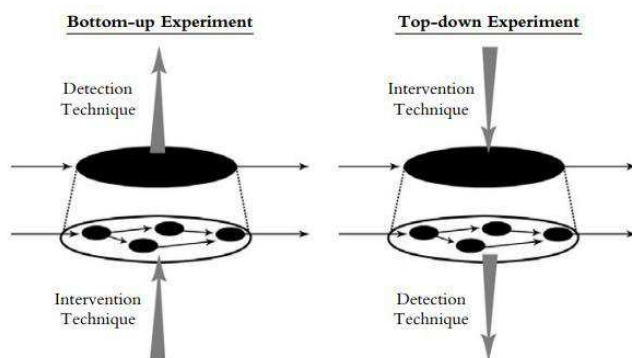 Bottom-up Experiment
Top-down Experiment
Detection
Technique
Intervention
Technique
Intervention
Technique
Detection
Technique